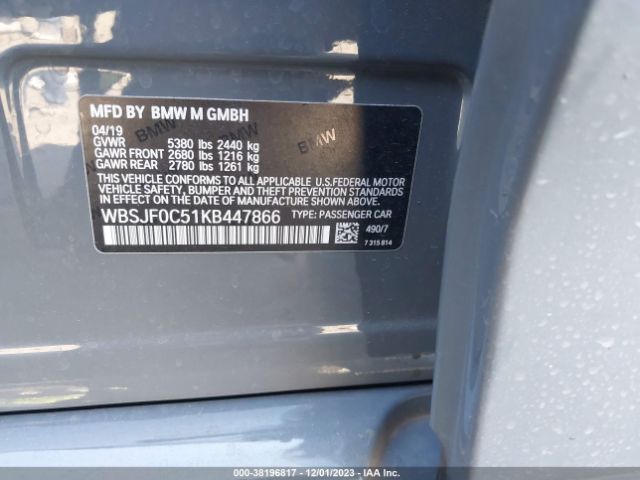 MFD BY BMW M GMBH
04/19
GVWR 5380 lbs 2440 kg
GAWR FRONT 2680 lbs 1216 kg
GAWR REAR 2780 lbs 1261 kg
THIS VEHICLE CONFORMS TO ALL APPLICABLE U.S.FEDERAL MOTOR
VEHICLE SAFETY, BUMPER AND THEFT PREVENTION STANDARDS IN
EFFECT ON THE DATE OF MANUFACTURE SHOWN ABOVE.
WBSJF0C51KB447866 TYPE: PASSENGER CAR
490/7
7 315 814
BMW
BMW
000-38196817 - 12/01/2023 - IAA Inc.